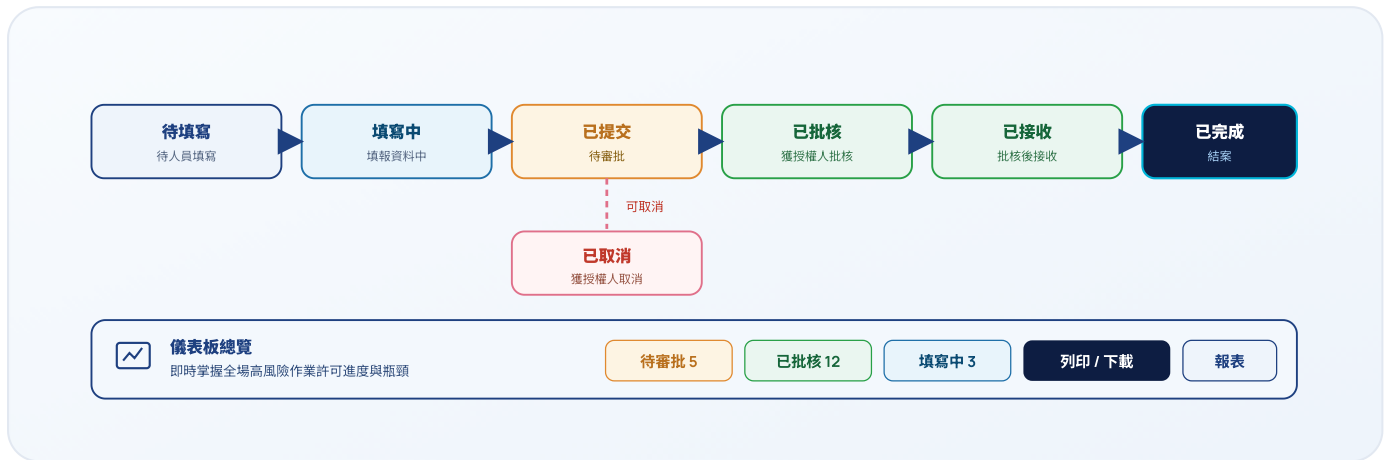 待填寫
待人員填寫
填寫中
填報資料中
已提交
待審批
已批核
獲授權人批核
已接收
批核後接收
已完成
結案
可取消
已取消
獲授權人取消
儀表板總覽
即時掌握全場高風險作業許可進度與瓶頸
待審批 5
已批核 12
填寫中 3
列印 / 下載
報表